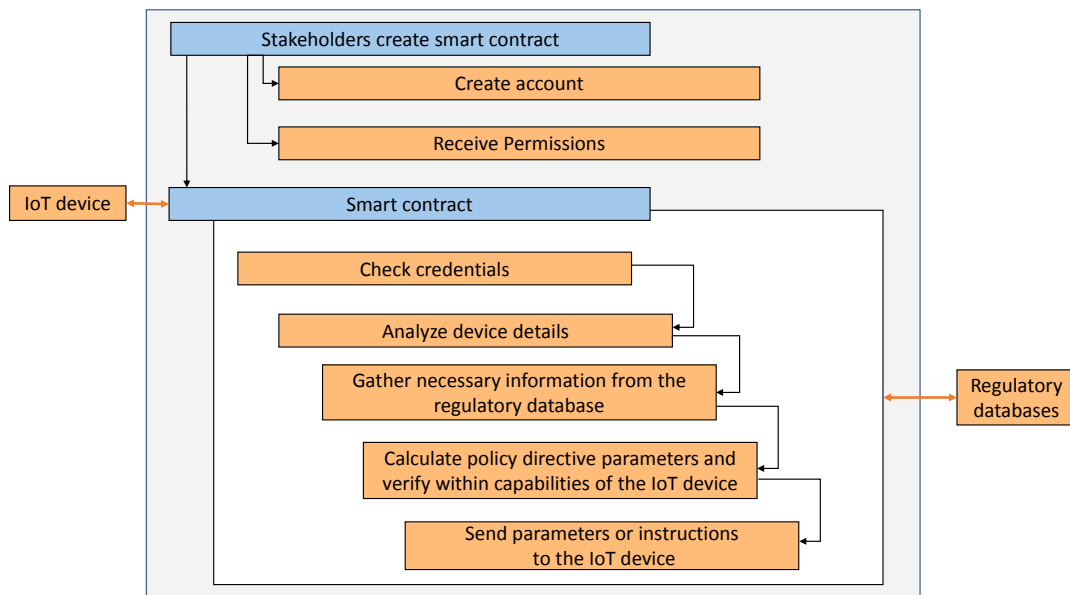 Stakeholders create smart contract
Create account
Receive Permissions
IoT device
Smart contract
Check credentials
Analyze device details
Gather necessary information from the
regulatory database
Regulatory
databases
Calculate policy directive parameters and
verify within capabilities of the IoT device
Send parameters or instructions
to the IoT device